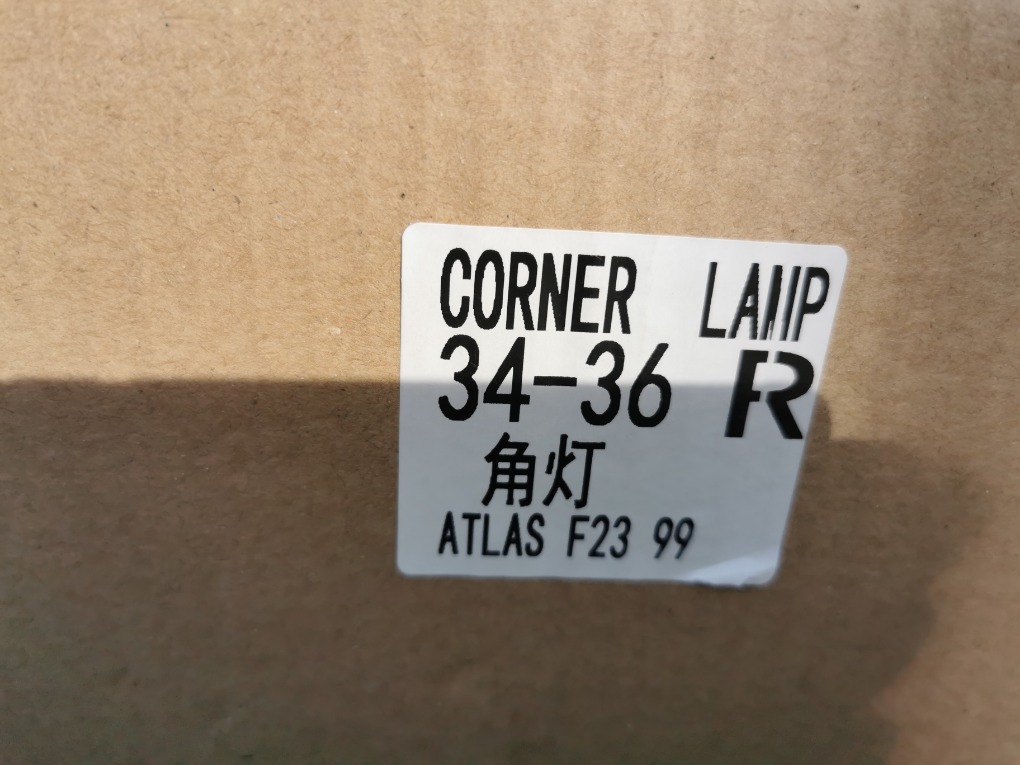 CORNER LAMP
34-36 R
角灯
ATLAS F23 99